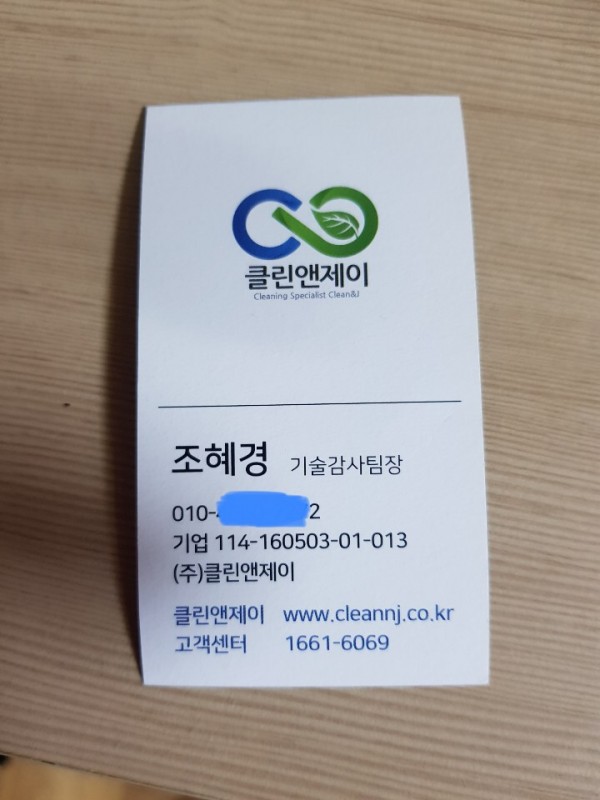 클린앤제이
Cleaning Specialist Clean&J
조혜경 기술감사팀장
010- 2
기업 114-160503-01-013
(주)클린앤제이
클린앤제이 www.cleannj.co.kr
고객센터 1661-6069